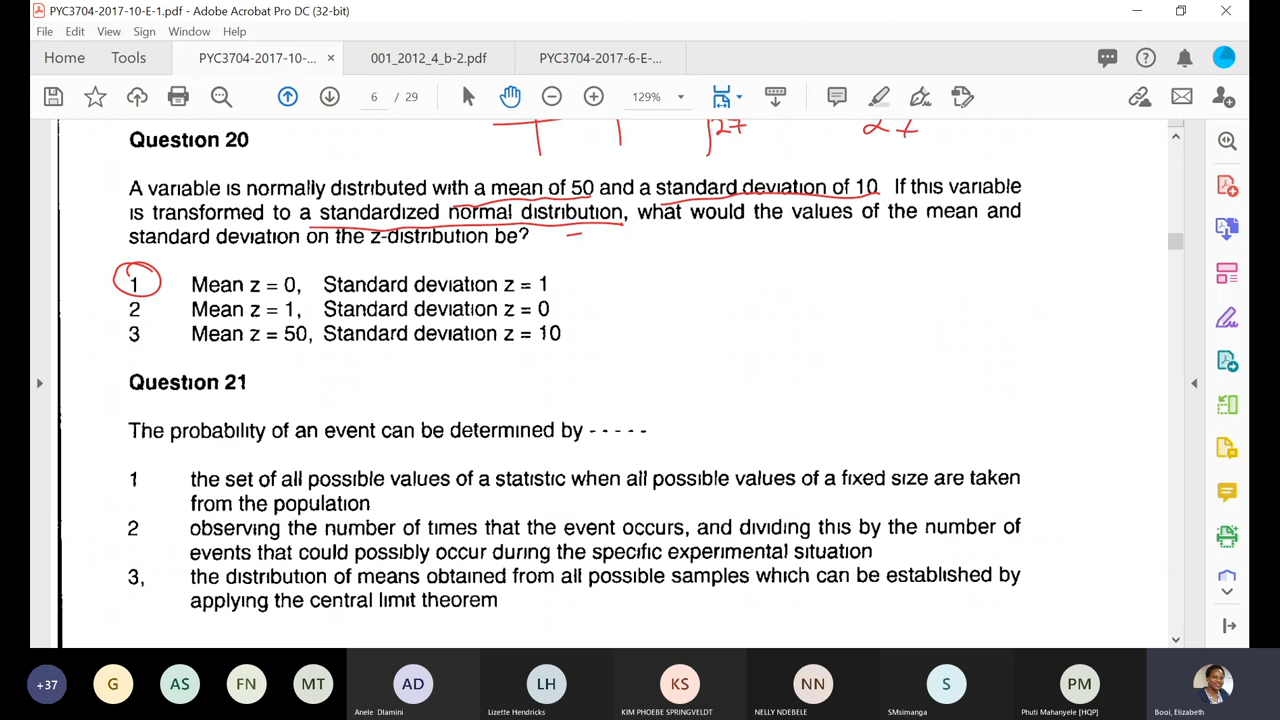 PYC3704-2017-10-E-1.pdf - Adobe Acrobat Pro DC (32-bit)
File Edit View Sign Window Help
Home Tools PYC3704-2017-10-... × 001_2012_4_b-2.pdf PYC3704-2017-6-E-...
6 / 29 129%
27
Question 20
A variable is normally distributed with a mean of 50 and a standard deviation of 10 If this variable
is transformed to a standardized normal distribution, what would the values of the mean and
standard deviation on the z-distribution be?
1 Mean z = 0, Standard deviation z = 1
2 Mean z = 1, Standard deviation z = 0
3 Mean z = 50, Standard deviation z = 10
Question 21
The probability of an event can be determined by - - - - -
1 the set of all possible values of a statistic when all possible values of a fixed size are taken
from the population
2 observing the number of times that the event occurs, and dividing this by the number of
events that could possibly occur during the specific experimental situation
3, the distribution of means obtained from all possible samples which can be established by
applying the central limit theorem
+37 G AS FN MT AD LH KS NN S PM
Anele Dlamini Lizette Hendricks KIM PHOEBE SPRINGVELDT NELLY NDEBELE SMsimanga Phuti Mahanyele [HQP] Booi, Elizabeth